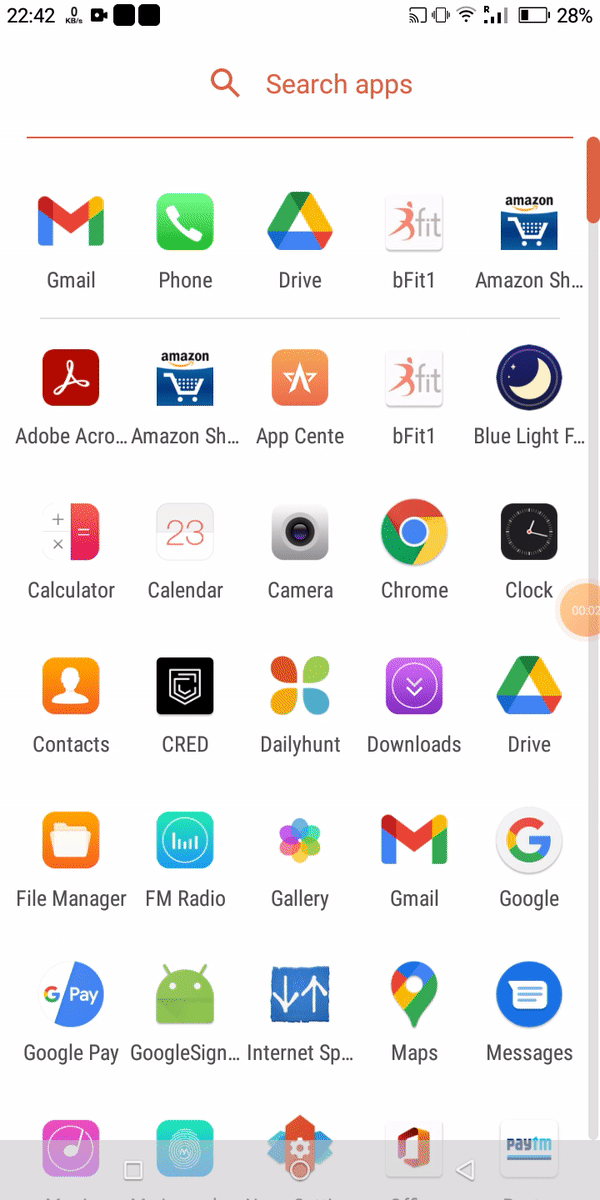 22:42 0 KB/s R 28%
Search apps
amazon
fit
Gmail Phone Drive bFit1 Amazon Sh...
amazon
fit
Adobe Acro... Amazon Sh... App Cente bFit1 Blue Light F...
23
Calculator Calendar Camera Chrome Clock
00:02
Contacts CRED Dailyhunt Downloads Drive
File Manager FM Radio Gallery Gmail Google
G Pay
Google Pay GoogleSign... Internet Sp... Maps Messages
paytm